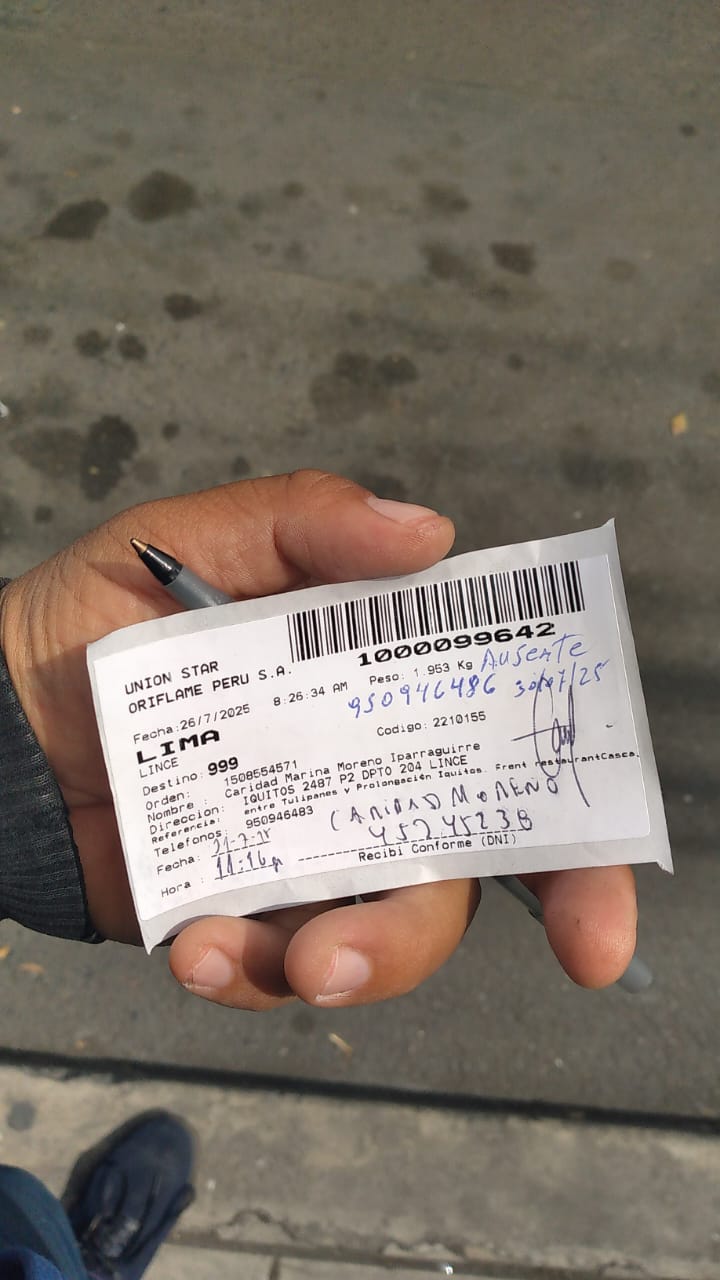 1000099642
UNION STAR
ORIFLAME PERU S.A.
Peso: 1.953 Kg Ausente
Fecha:26/7/2025 8:26:34 AM 950946486 30/07/25
LIMA
LINCE Codigo: 2210155
Destino: 999
Orden: 1508554571
Nombre : Caridad Marina Moreno Iparraguirre
Direccion: IQUITOS 2487 P2 DPTO 204 LINCE
Referencia: entre Tulipanes y Prolongación Iquitos. Frent restaurantCasca.
Telefonos: 950946483 CARIDAD MORENO
Fecha: 45245238
Hora : 11:16
Recibi Conforme (DNI)